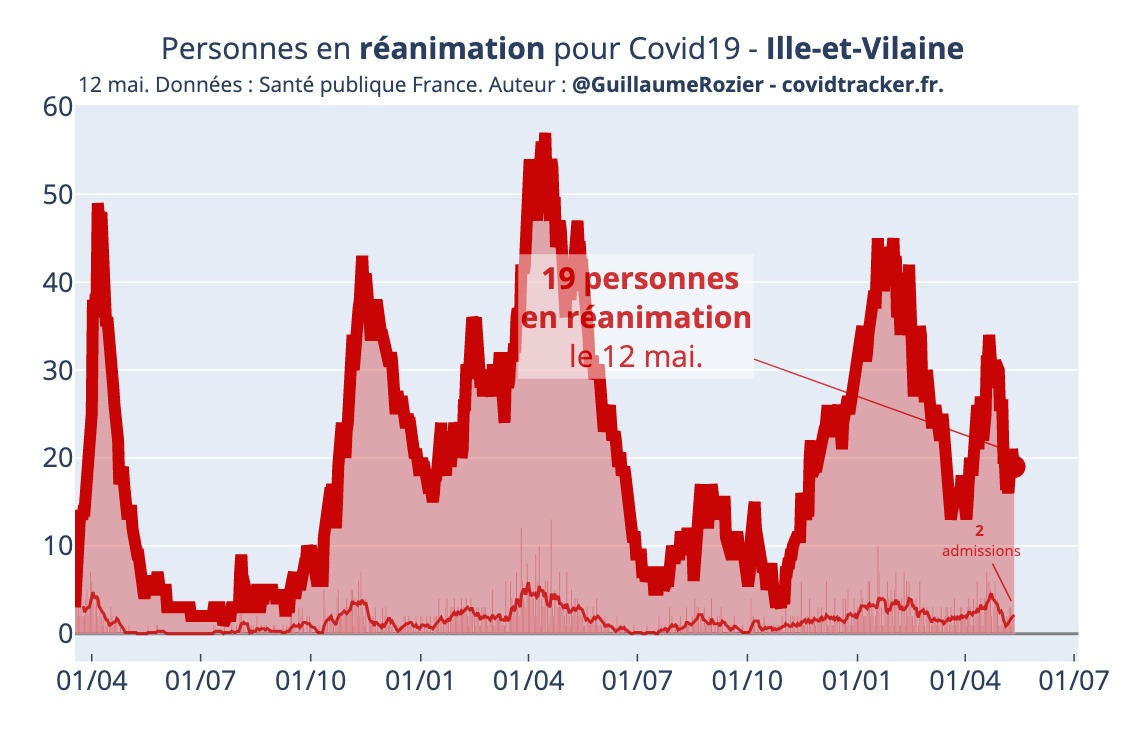 Personnes en réanimation pour Covid19 - Ille-et-Vilaine
12 mai. Données : Santé publique France. Auteur : @GuillaumeRozier - covidtracker.fr.
60
50
40
30
20
10
0
19 personnes
en réanimation
le 12 mai.
2
admissions
01/04 01/07 01/10 01/01 01/04 01/07 01/10 01/01 01/04 01/07